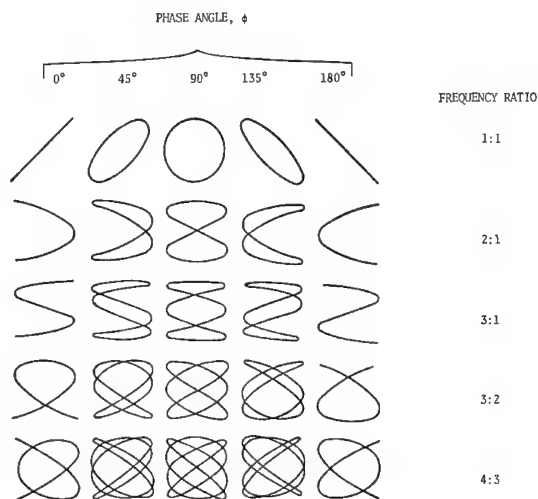 PHASE ANGLE, φ
0° 45° 90° 135° 180°
FREQUENCY RATIO
1:1
2:1
3:1
3:2
4:3